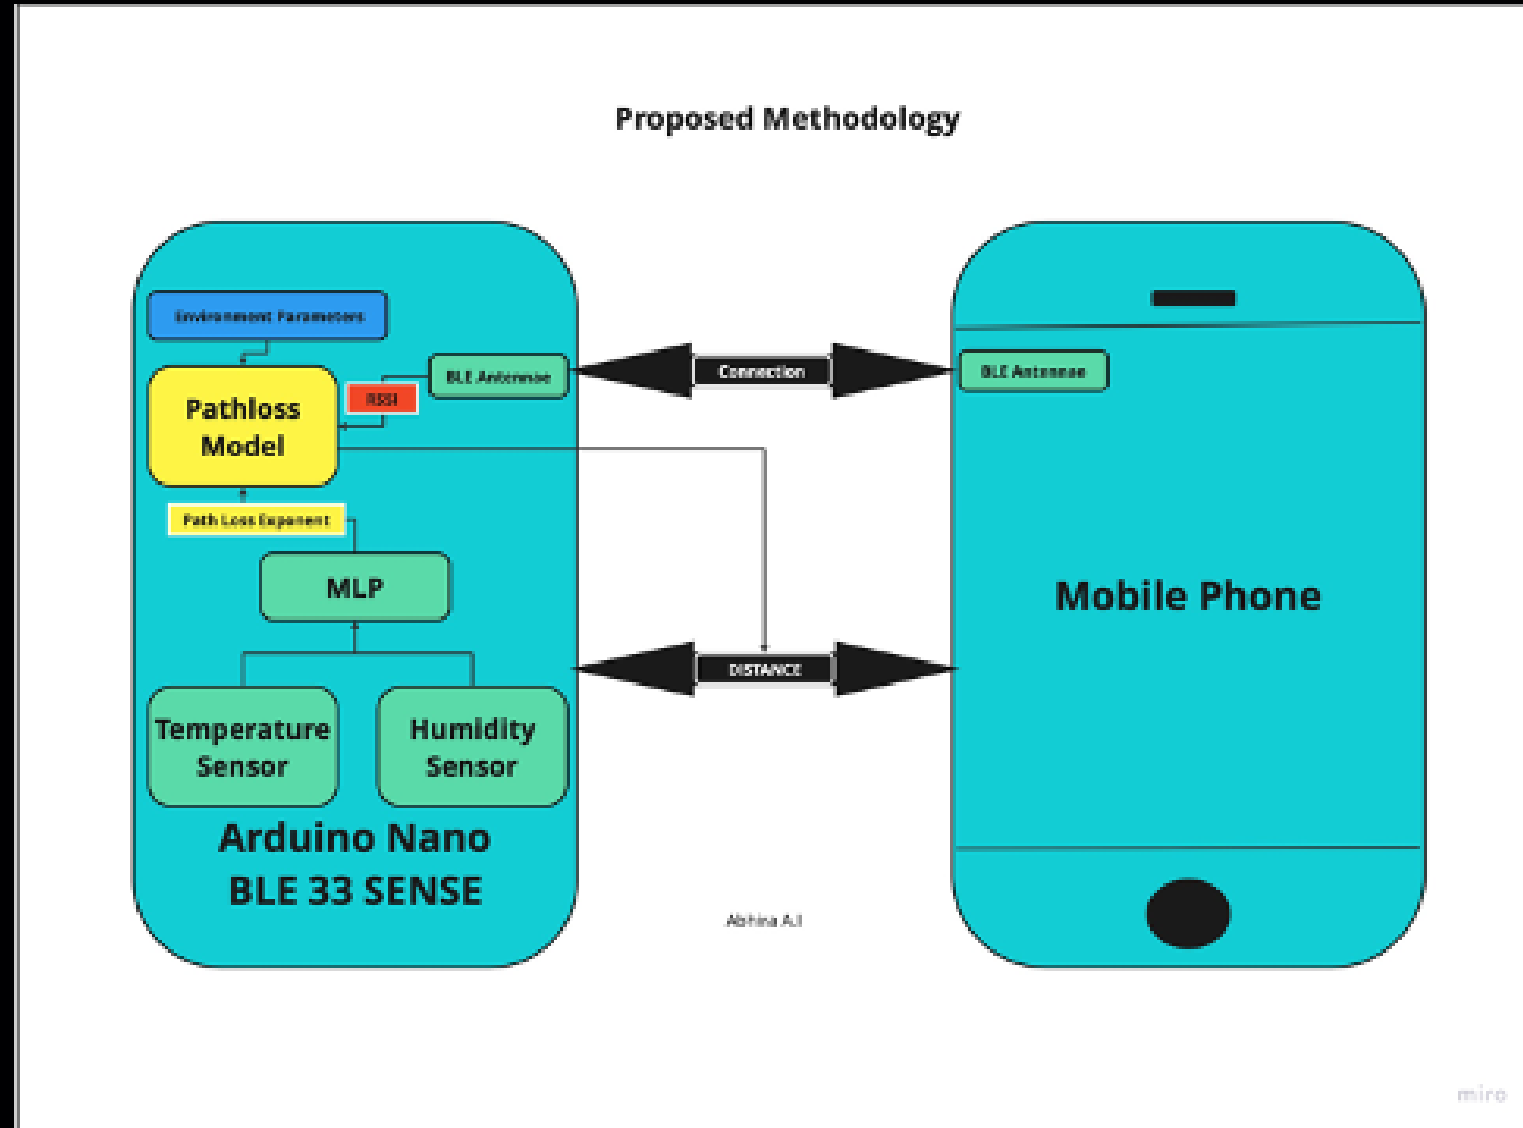 Proposed Methodology
Environment Parameters
Pathloss
Model
RSSI
BLE Antennae
Connection
BLE Antennae
Path Loss Exponent
MLP
DISTANCE
Mobile Phone
Temperature
Sensor
Humidity
Sensor
Arduino Nano
BLE 33 SENSE
miro